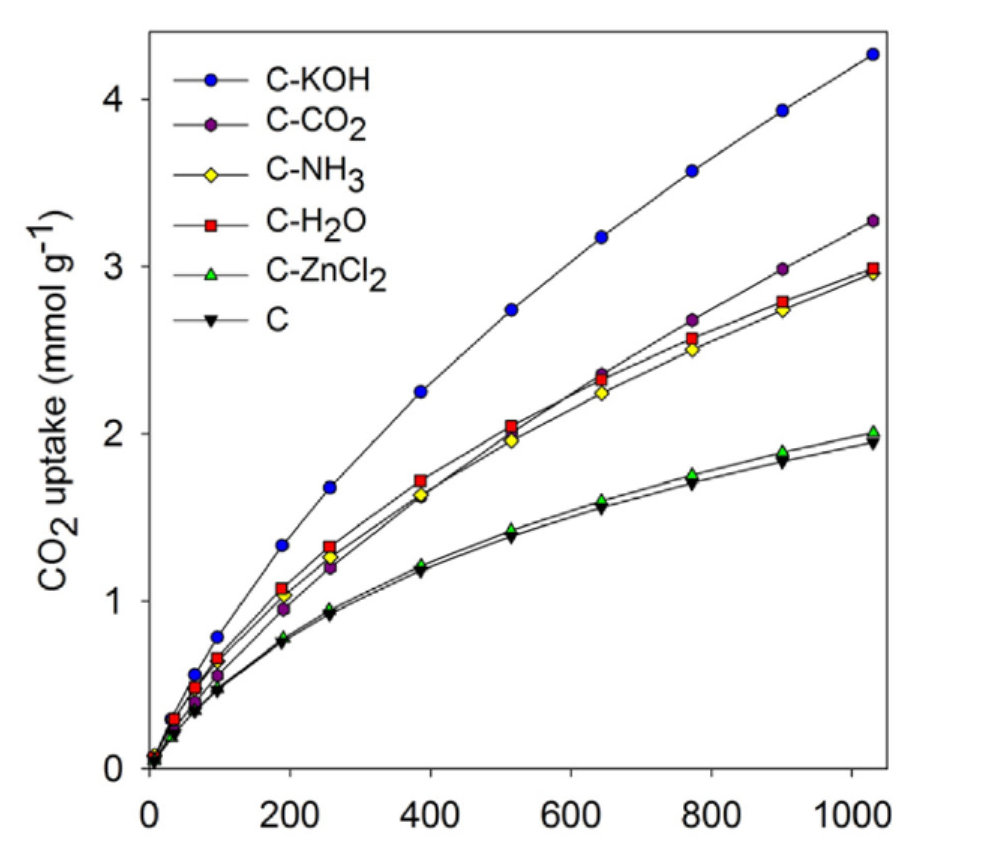 CO2 uptake (mmol g-1)
4
3
2
1
0
C-KOH
C-CO2
C-NH3
C-H2O
C-ZnCl2
C
0 200 400 600 800 1000